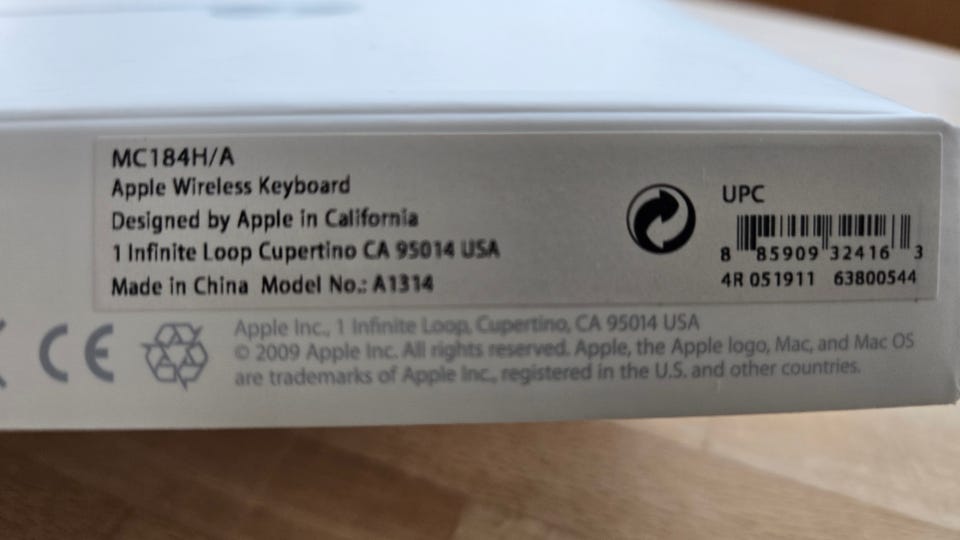 MC184H/A
Apple Wireless Keyboard
Designed by Apple in California
1 Infinite Loop Cupertino CA 95014 USA
Made in China Model No.: A1314
UPC
8 85909 32416 3
4R 051911 63800544
CE
Apple Inc., 1 Infinite Loop, Cupertino, CA 95014 USA
© 2009 Apple Inc. All rights reserved. Apple, the Apple logo, Mac, and Mac OS
are trademarks of Apple Inc., registered in the U.S. and other countries.